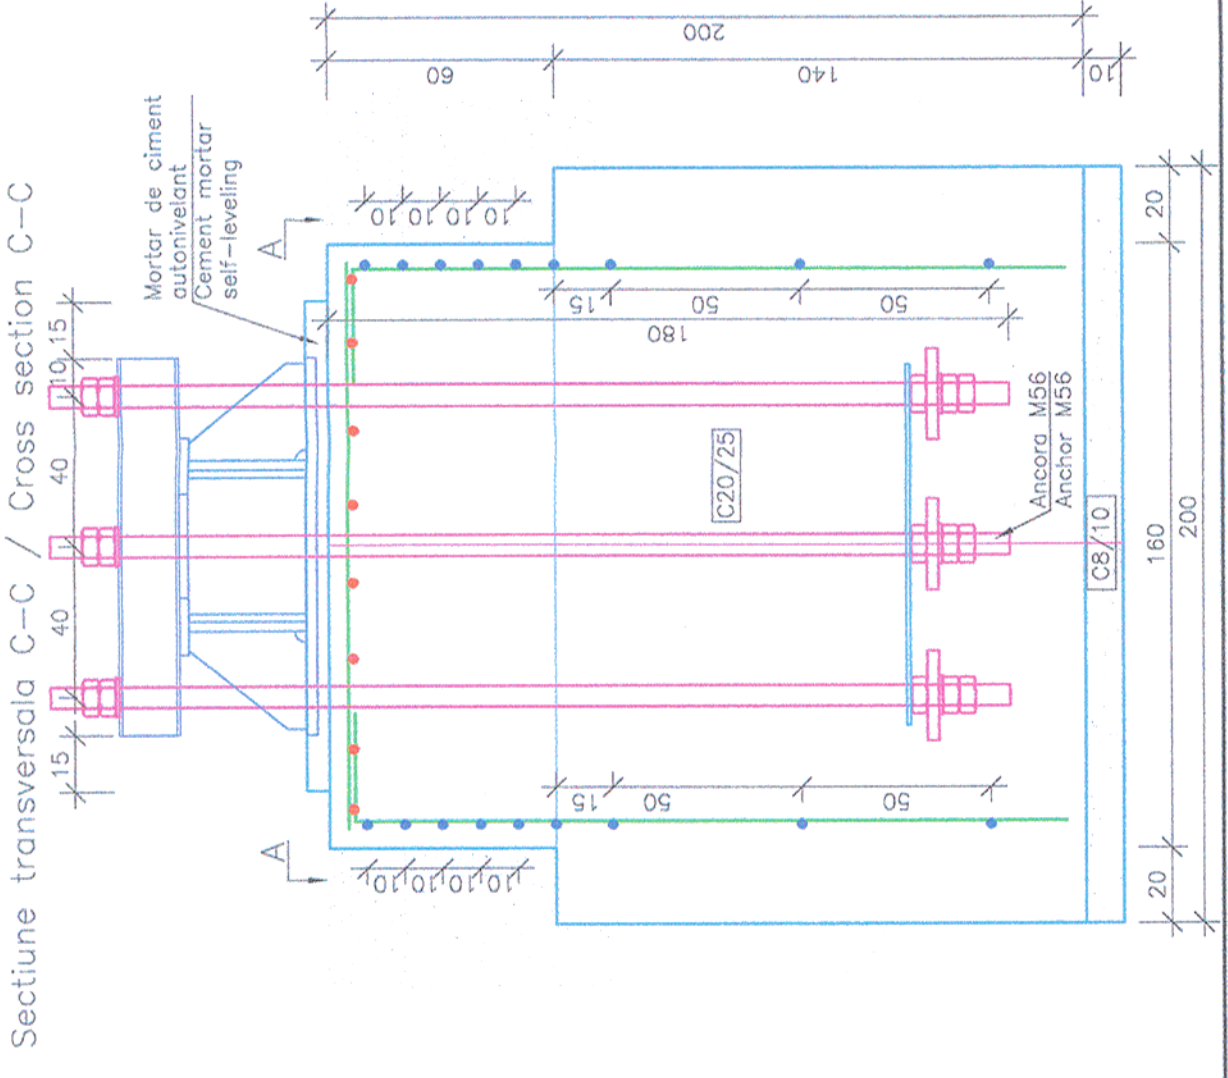 Sectiune transversala C-C / Cross section C-C
15
40
40
10
15
Mortar de ciment
autonivelant
Cement mortar
self-leveling
A
A
10
10
10
10
10
10
10
10
15
50
50
15
50
50
180
60
140
10
200
C20/25
Ancora M56
Anchor M56
C8/10
20
160
20
200